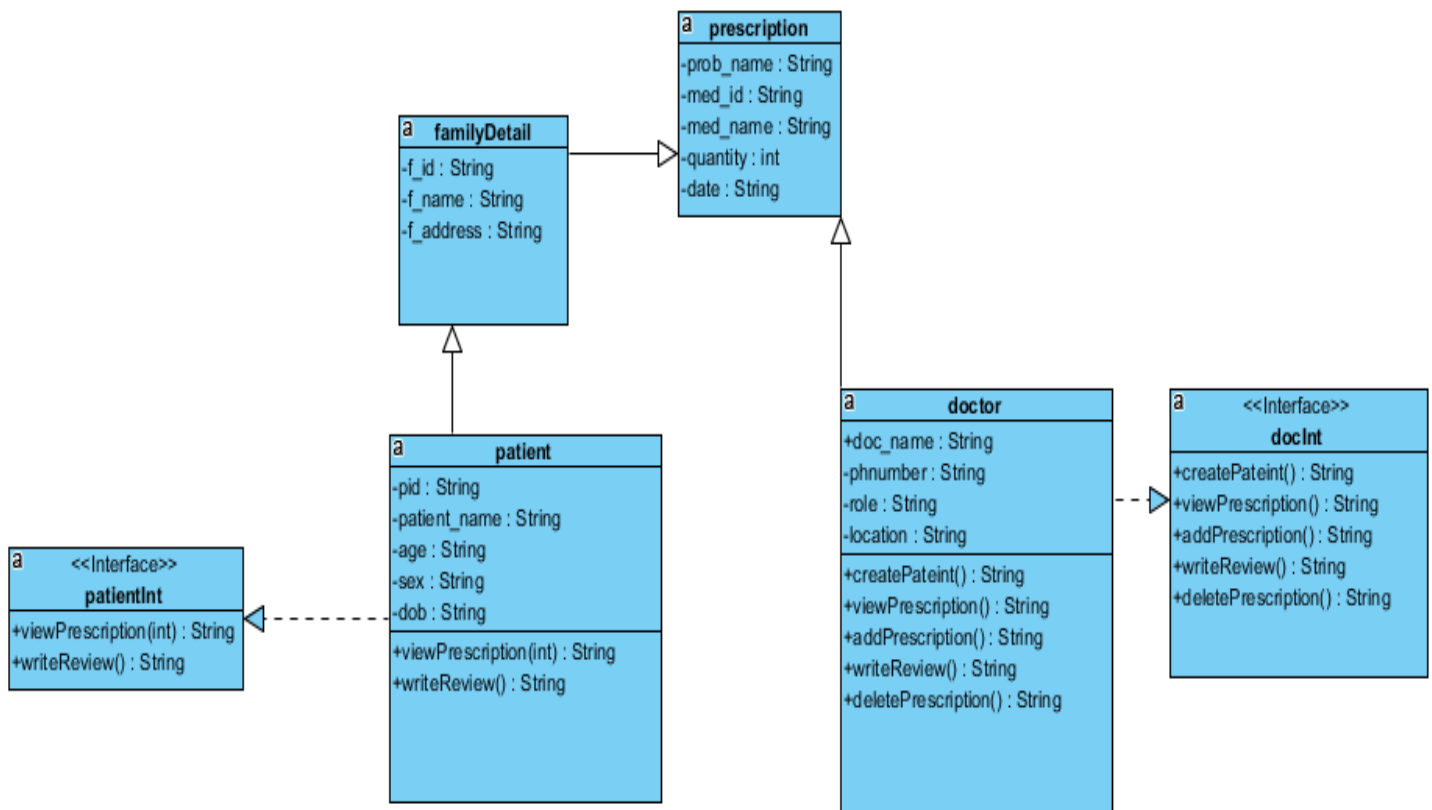 a
prescription
-prob_name : String
-med_id : String
-med_name : String
-quantity : int
-date : String
a
familyDetail
-f_id : String
-f_name : String
-f_address : String
a
patient
-pid : String
-patient_name : String
-age : String
-sex : String
-dob : String
+viewPrescription(int) : String
+writeReview() : String
a
<<Interface>>
patientInt
+viewPrescription(int) : String
+writeReview() : String
a
doctor
+doc_name : String
-phnumber : String
-role : String
-location : String
+createPateint() : String
+viewPrescription() : String
+addPrescription() : String
+writeReview() : String
+deletePrescription() : String
a
<<Interface>>
docInt
+createPateint() : String
+viewPrescription() : String
+addPrescription() : String
+writeReview() : String
+deletePrescription() : String